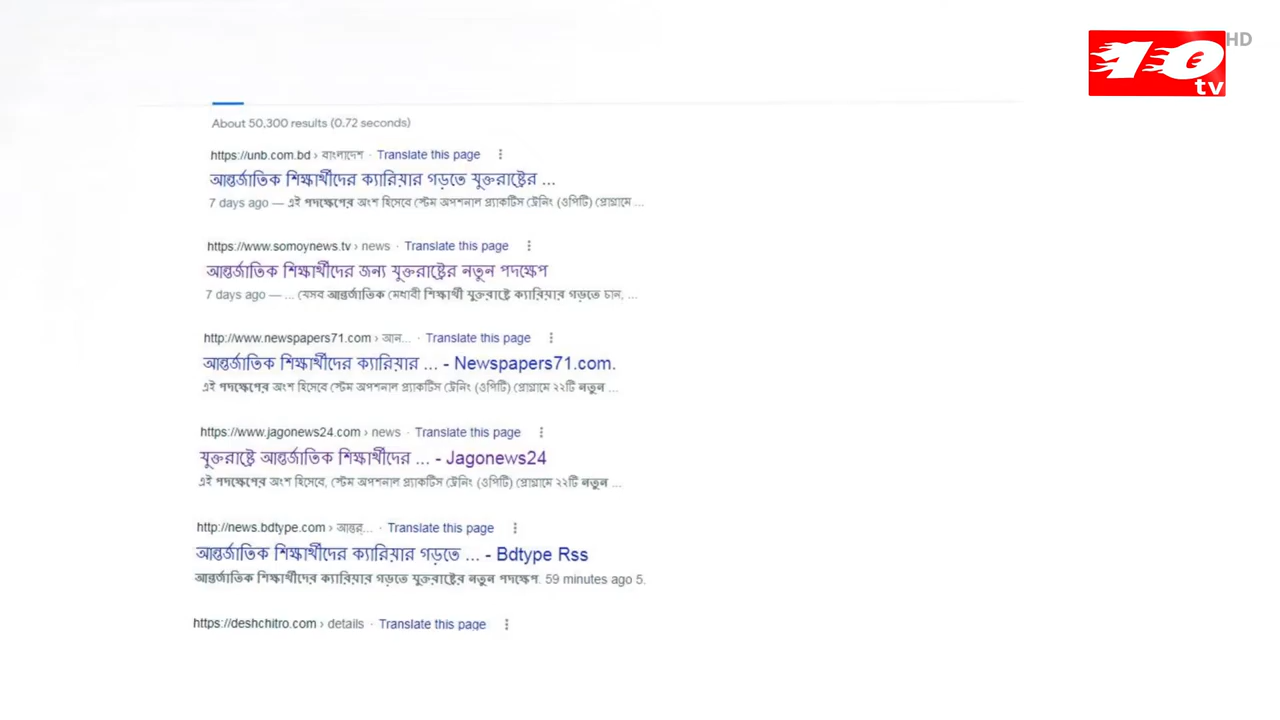 10
tv
HD
About 50,300 results (0.72 seconds)
https://unb.com.bd › বাংলাদেশ · Translate this page
আন্তর্জাতিক শিক্ষার্থীদের ক্যারিয়ার গড়তে যুক্তরাষ্ট্রের ...
7 days ago — এই পদক্ষেপের অংশ হিসেবে স্টেম অপশনাল প্র্যাকটিস ট্রেনিং (ওপিটি) প্রোগ্রামে ...
https://www.somoynews.tv › news · Translate this page
আন্তর্জাতিক শিক্ষার্থীদের জন্য যুক্তরাষ্ট্রের নতুন পদক্ষেপ
7 days ago — ... যেসব আন্তর্জাতিক মেধাবী শিক্ষার্থী যুক্তরাষ্ট্রে ক্যারিয়ার গড়তে চান, ...
http://www.newspapers71.com › আন... · Translate this page
আন্তর্জাতিক শিক্ষার্থীদের ক্যারিয়ার ... - Newspapers71.com.
এই পদক্ষেপের অংশ হিসেবে স্টেম অপশনাল প্র্যাকটিস ট্রেনিং (ওপিটি) প্রোগ্রামে ২২টি নতুন ...
https://www.jagonews24.com › news · Translate this page
যুক্তরাষ্ট্রে আন্তর্জাতিক শিক্ষার্থীদের ... - Jagonews24
এই পদক্ষেপের অংশ হিসেবে, স্টেম অপশনাল প্র্যাকটিস ট্রেনিং (ওপিটি) প্রোগ্রামে ২২টি নতুন ...
http://news.bdtype.com › আন্তর্... · Translate this page
আন্তর্জাতিক শিক্ষার্থীদের ক্যারিয়ার গড়তে ... - Bdtype Rss
আন্তর্জাতিক শিক্ষার্থীদের ক্যারিয়ার গড়তে যুক্তরাষ্ট্রের নতুন পদক্ষেপ. 59 minutes ago 5.
https://deshchitro.com › details · Translate this page